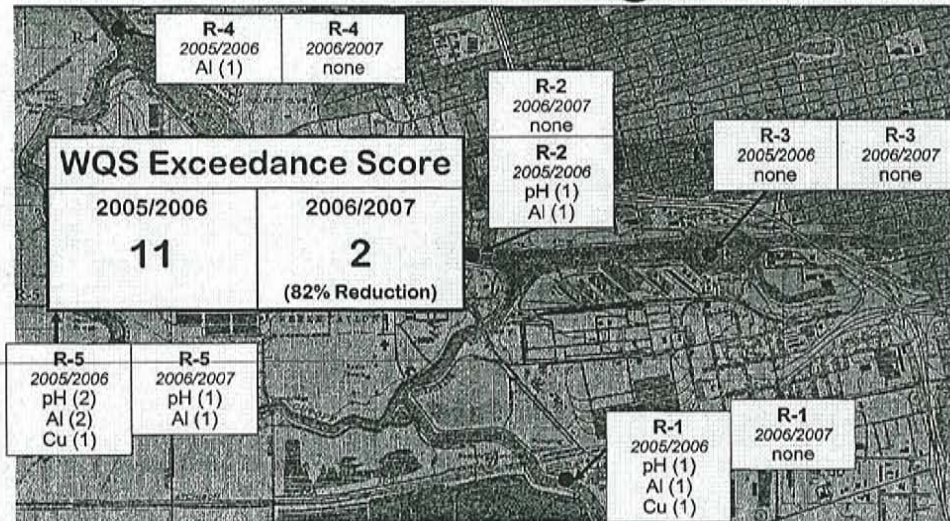 R-4
R-4
2005/2006
Al (1)
R-4
2006/2007
none
R-2
2006/2007
none
R-2
2005/2006
pH (1)
Al (1)
R-3
2005/2006
none
R-3
2006/2007
none
WQS Exceedance Score
2005/2006
11
2006/2007
2
(82% Reduction)
R-5
R-5
2005/2006
pH (2)
Al (2)
Cu (1)
R-5
2006/2007
pH (1)
Al (1)
R-1
2005/2006
pH (1)
Al (1)
Cu (1)
R-1
2006/2007
none